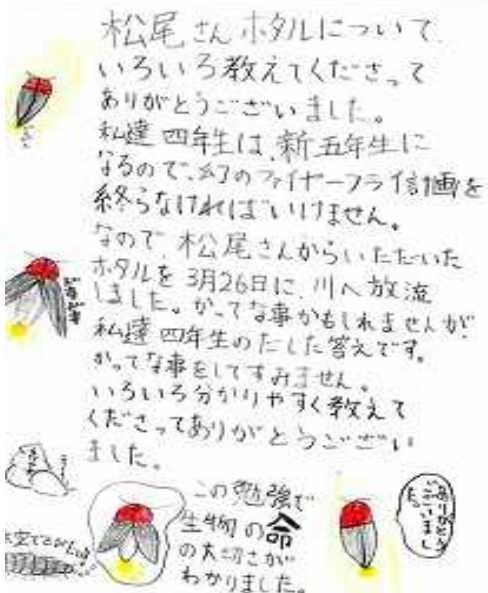 松尾さんホタルについて
いろいろ教えてくださって
ありがとうございました。
私達四年生は、新五年生に
なるので、幻のファイヤーフライ計画を
終らなければいけません。
なので松尾さんからいただいた
ホタルを3月26日に、川へ放流
しました。かってな事かもしれませんが、
私達四年生のだした答えです。
かってな事をしてすみません。
いろいろ分かりやすく教えて
くださってありがとうござい
ました。
この勉強で
生物の命
の大切さが
わかりました。
ありがとう
ございまし
た。